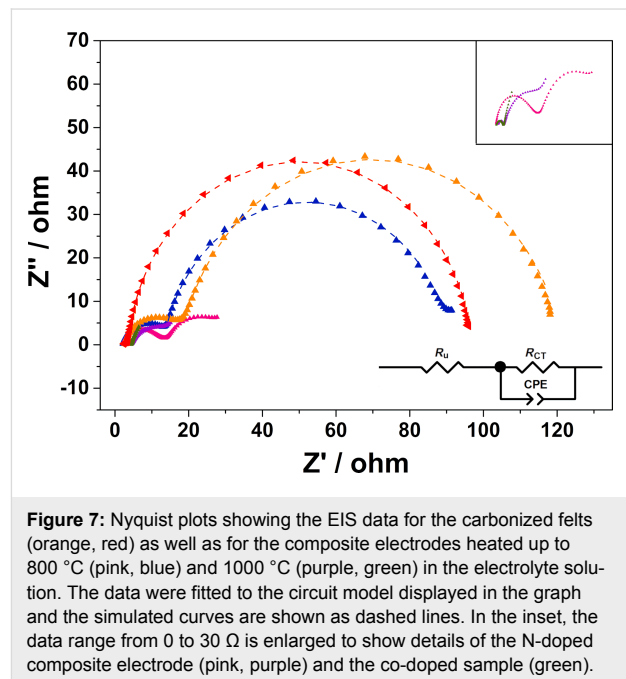 70
60
50
40
30
20
10
0
-10
Z'' / ohm
0 20 40 60 80 100 120 140
Z' / ohm
Ru RCT
CPE
Figure 7: Nyquist plots showing the EIS data for the carbonized felts
(orange, red) as well as for the composite electrodes heated up to
800 °C (pink, blue) and 1000 °C (purple, green) in the electrolyte solu-
tion. The data were fitted to the circuit model displayed in the graph
and the simulated curves are shown as dashed lines. In the inset, the
data range from 0 to 30 Ω is enlarged to show details of the N-doped
composite electrode (pink, purple) and the co-doped sample (green).